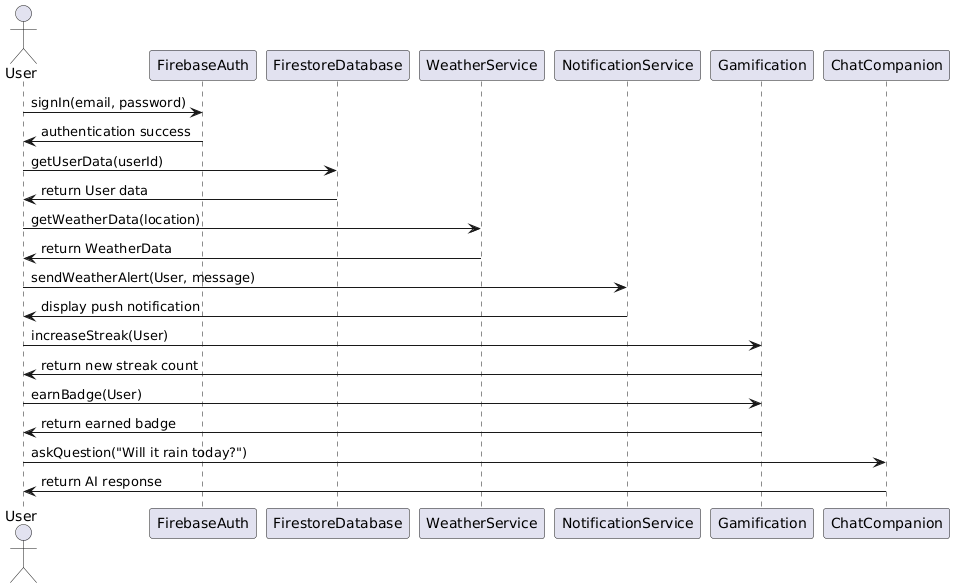 User
FirebaseAuth
FirestoreDatabase
WeatherService
NotificationService
Gamification
ChatCompanion
signIn(email, password)
authentication success
getUserData(userId)
return User data
getWeatherData(location)
return WeatherData
sendWeatherAlert(User, message)
display push notification
increaseStreak(User)
return new streak count
earnBadge(User)
return earned badge
askQuestion("Will it rain today?")
return AI response
User
FirebaseAuth
FirestoreDatabase
WeatherService
NotificationService
Gamification
ChatCompanion